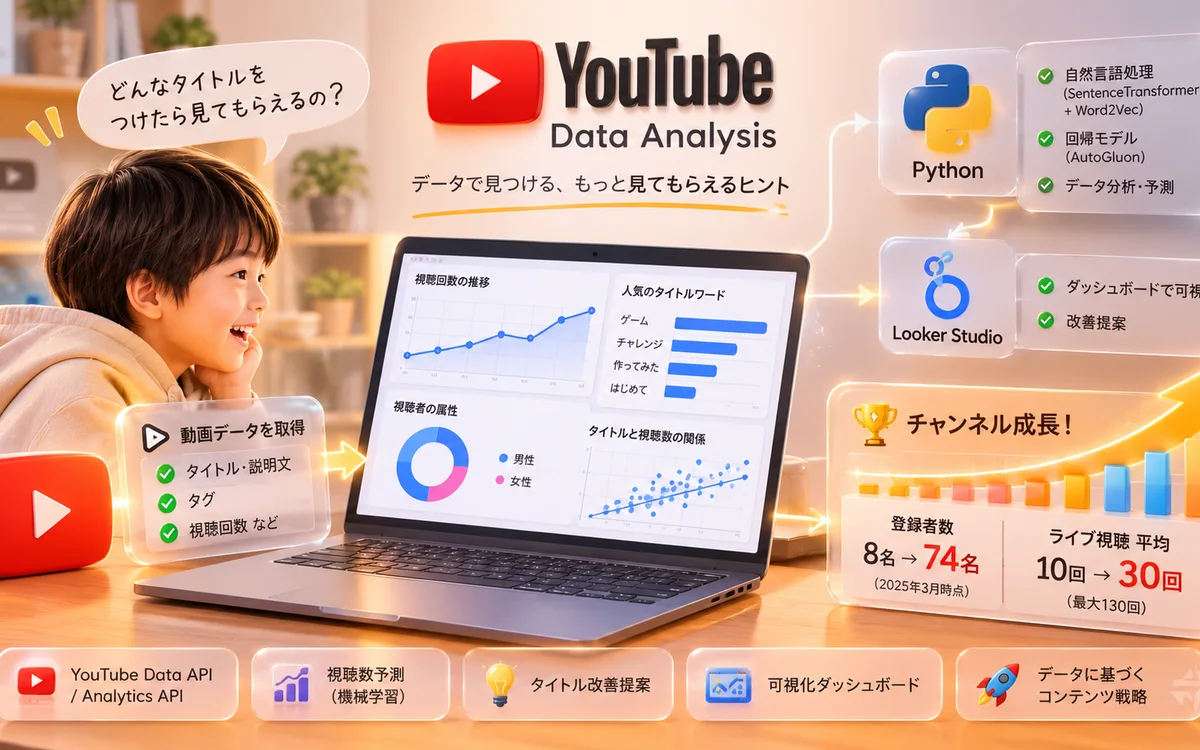 どんなタイトルを
つけたら見てもらえるの？
YouTube
Data Analysis
データで見つける、もっと見てもらえるヒント
Python
自然言語処理
(SentenceTransformer
+ Word2Vec)
回帰モデル
(AutoGluon)
データ分析・予測
Looker Studio
ダッシュボードで可視
改善提案
視聴回数の推移
人気のタイトルワード
ゲーム
チャレンジ
作ってみた
はじめて
視聴者の属性
男性
女性
タイトルと視聴数の関係
動画データを取得
タイトル・説明文
タグ
視聴回数 など
チャンネル成長！
登録者数
8名 → 74名
(2025年3月時点)
ライブ視聴 平均
10回 → 30回
(最大130回)
YouTube Data API
/ Analytics API
視聴数予測
(機械学習)
タイトル改善提案
可視化ダッシュボード
データに基づく
コンテンツ戦略